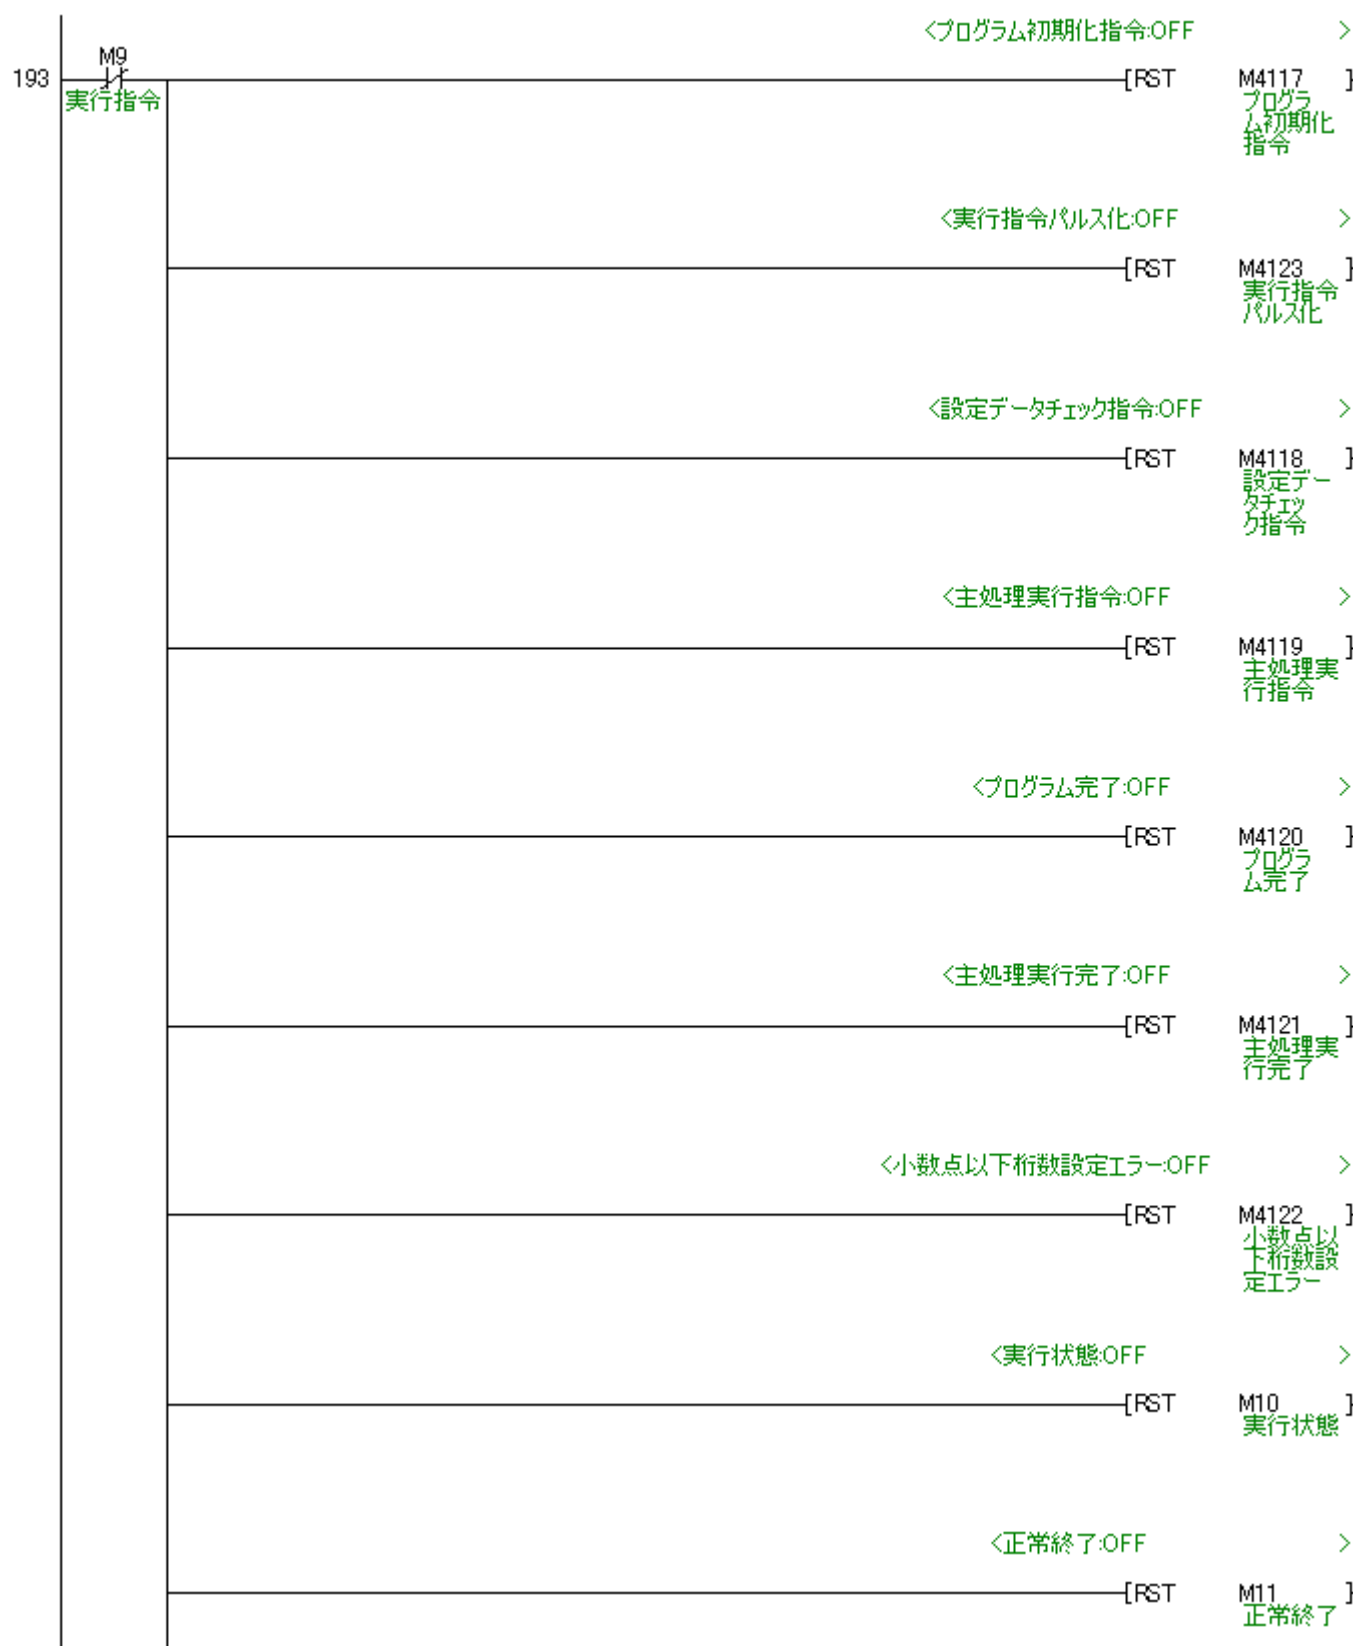 <プログラム初期化指令:OFF >
M9
193 [RST M4117 ]
実行指令
プログラ
ム初期化
指令
<実行指令パルス化:OFF >
[RST M4123 ]
実行指令
パルス化
<設定データチェック指令:OFF >
[RST M4118 ]
設定デー
タチェッ
ク指令
<主処理実行指令:OFF >
[RST M4119 ]
主処理実
行指令
<プログラム完了:OFF >
[RST M4120 ]
プログラ
ム完了
<主処理実行完了:OFF >
[RST M4121 ]
主処理実
行完了
<小数点以下桁数設定エラー:OFF >
[RST M4122 ]
小数点以
下桁数設
定エラー
<実行状態:OFF >
[RST M10 ]
実行状態
<正常終了:OFF >
[RST M11 ]
正常終了